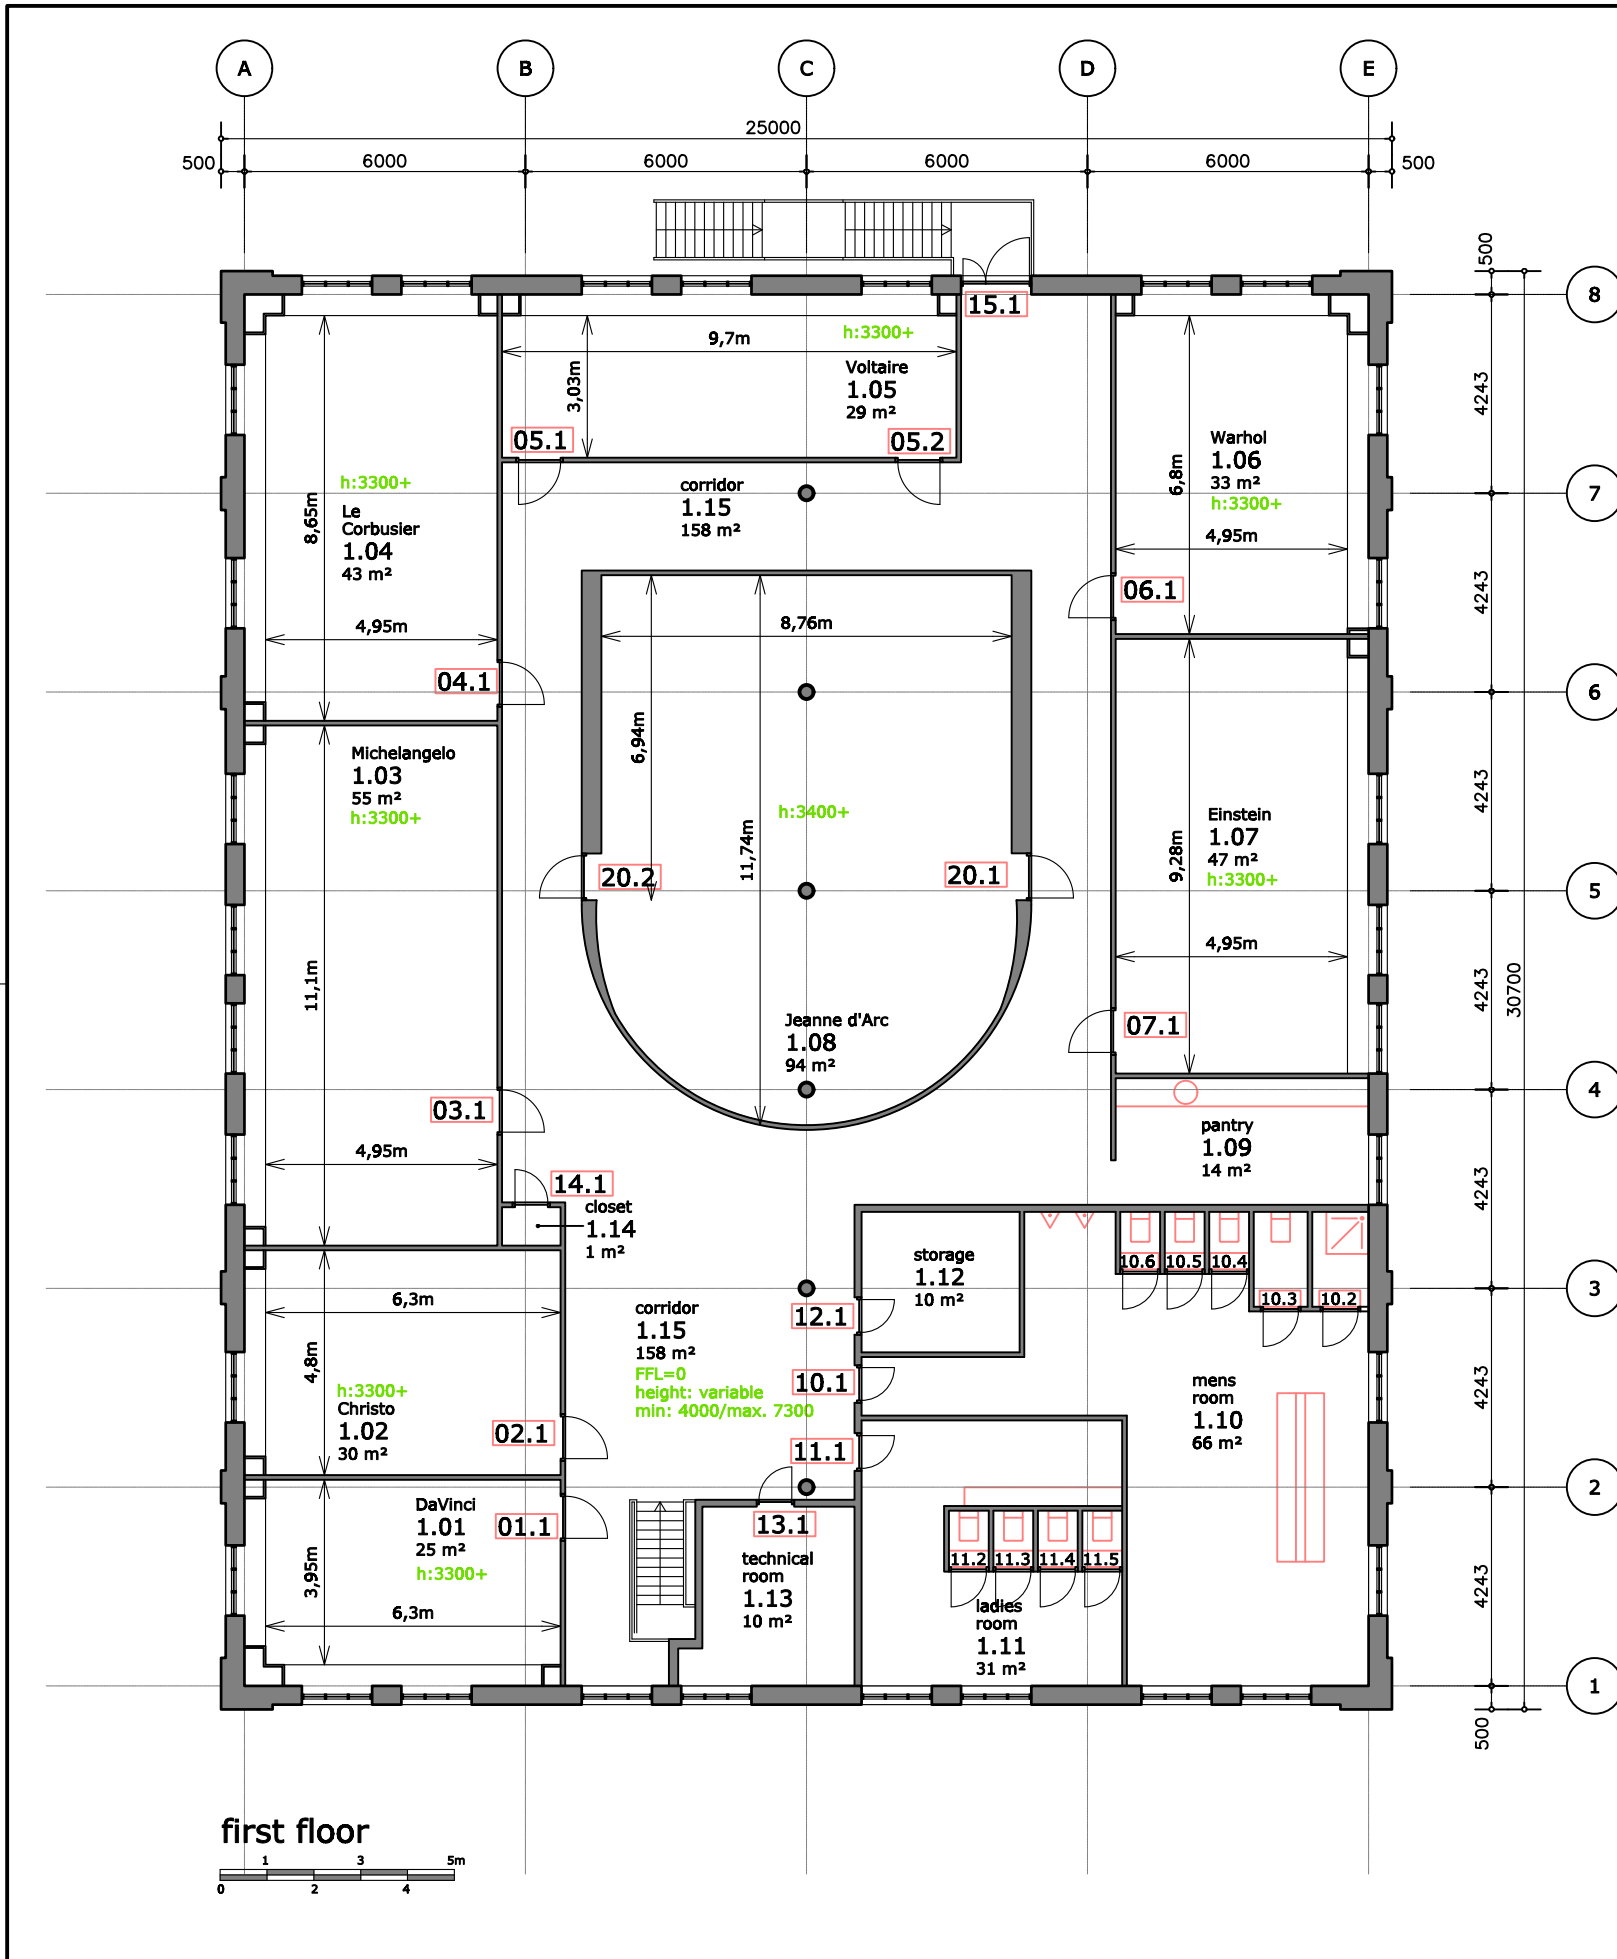 A
B
C
D
E
25000
500
6000
6000
6000
6000
500
500
8
15.1
h:3300+
9,7m
Voltaire
1.05
29 m²
3,03m
4243
05.1
05.2
Warhol
1.06
33 m²
h:3300+
6,8m
h:3300+
8,65m
Le
Corbusier
1.04
43 m²
corridor
1.15
158 m²
7
4,95m
06.1
4243
4,95m
8,76m
04.1
6
6,94m
Michelangelo
1.03
55 m²
h:3300+
h:3400+
11,74m
4243
Einstein
1.07
47 m²
h:3300+
9,28m
20.2
20.1
5
4,95m
11,1m
4243
30700
Jeanne d'Arc
1.08
94 m²
07.1
4
03.1
pantry
1.09
14 m²
4,95m
4243
14.1
closet
1.14
1 m²
storage
1.12
10 m²
10.6
10.5
10.4
10.3
10.2
3
6,3m
12.1
corridor
1.15
158 m²
FFL=0
height: variable
min: 4000/max. 7300
4,8m
h:3300+
Christo
1.02
30 m²
10.1
mens
room
1.10
66 m²
4243
02.1
11.1
2
DaVinci
1.01
25 m²
h:3300+
01.1
13.1
technical
room
1.13
10 m²
11.2
11.3
11.4
11.5
3,95m
4243
6,3m
ladies
room
1.11
31 m²
1
500
first floor
1
3
5m
0
2
4